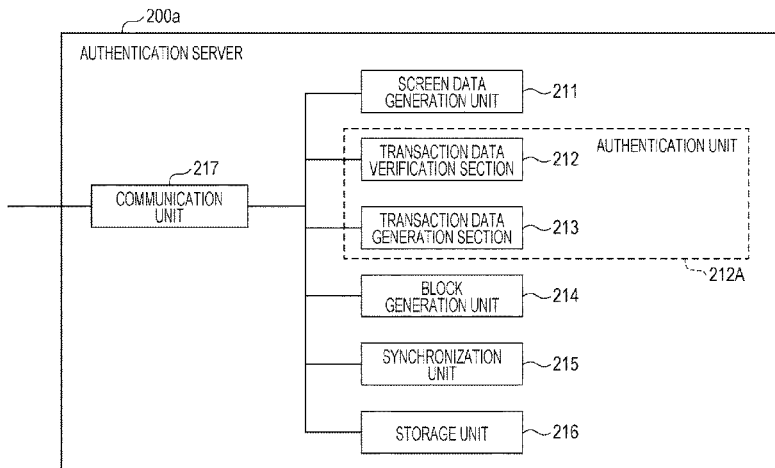 200a
AUTHENTICATION SERVER
SCREEN DATA
GENERATION UNIT
211
AUTHENTICATION UNIT
TRANSACTION DATA
VERIFICATION SECTION
212
217
COMMUNICATION
UNIT
TRANSACTION DATA
GENERATION SECTION
213
212A
BLOCK
GENERATION UNIT
214
SYNCHRONIZATION
UNIT
215
STORAGE UNIT
216